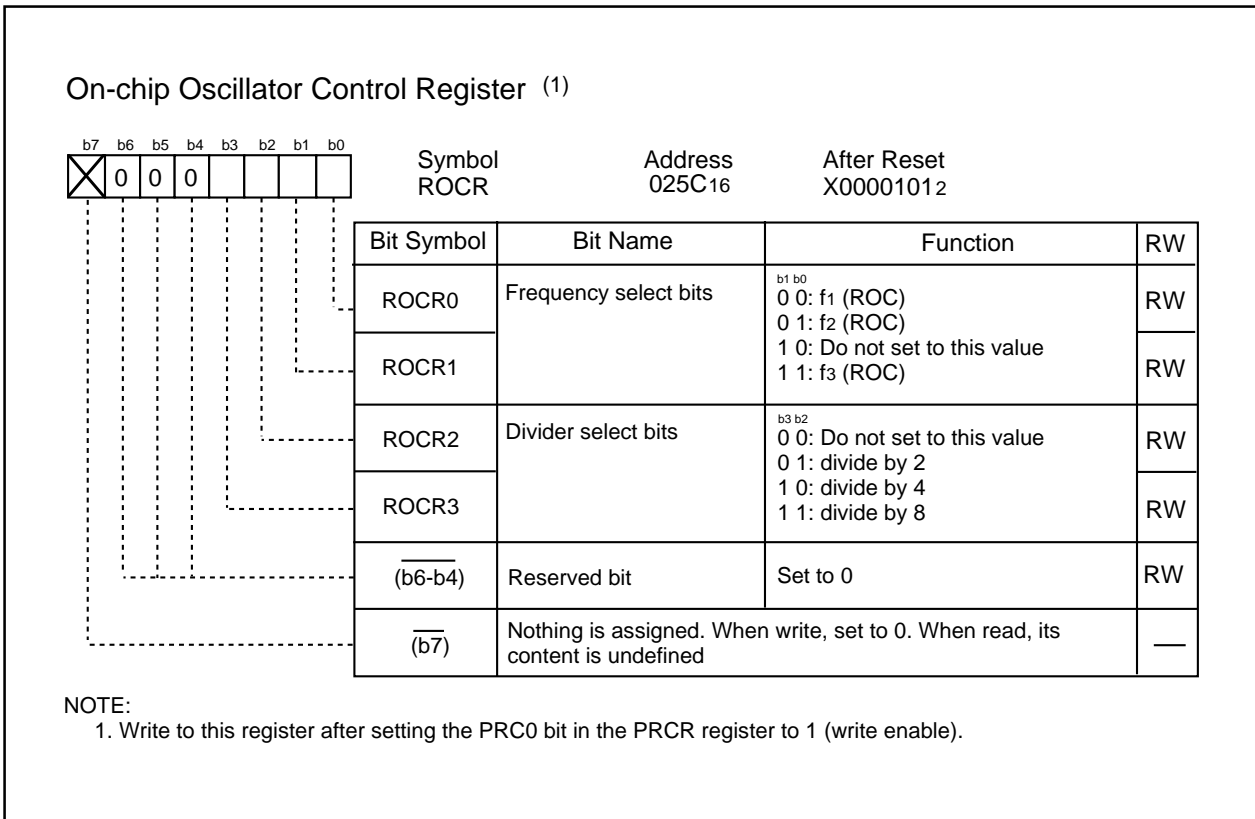 On-chip Oscillator Control Register (1)
b7 b6 b5 b4 b3 b2 b1 b0
0 0 0
Symbol Address After Reset
ROCR 025C16 X00001012
Bit Symbol Bit Name Function RW
ROCR0 Frequency select bits RW
b1 b0
0 0: f1 (ROC)
0 1: f2 (ROC)
1 0: Do not set to this value
1 1: f3 (ROC)
ROCR1 RW
ROCR2 Divider select bits RW
b3 b2
0 0: Do not set to this value
0 1: divide by 2
1 0: divide by 4
1 1: divide by 8
ROCR3 RW
(b6-b4) Reserved bit Set to 0 RW
(b7) Nothing is assigned. When write, set to 0. When read, its
content is undefined —
NOTE:
1. Write to this register after setting the PRC0 bit in the PRCR register to 1 (write enable).